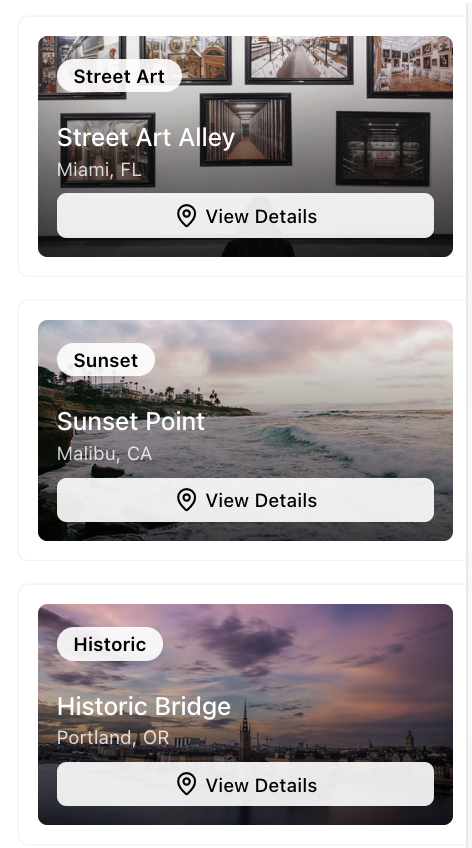 Street Art
Street Art Alley
Miami, FL
View Details
Sunset
Sunset Point
Malibu, CA
View Details
Historic
Historic Bridge
Portland, OR
View Details